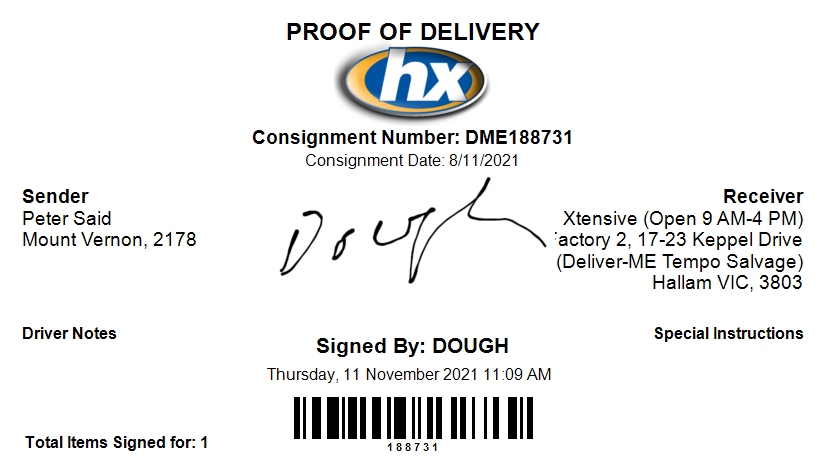 PROOF OF DELIVERY
hx
Consignment Number: DME188731
Consignment Date: 8/11/2021
Sender
Peter Said
Mount Vernon, 2178
Dough
Receiver
Xtensive (Open 9 AM-4 PM)
Factory 2, 17-23 Keppel Drive
(Deliver-ME Tempo Salvage)
Hallam VIC, 3803
Driver Notes
Signed By: DOUGH
Thursday, 11 November 2021 11:09 AM
Special Instructions
188731
Total Items Signed for: 1